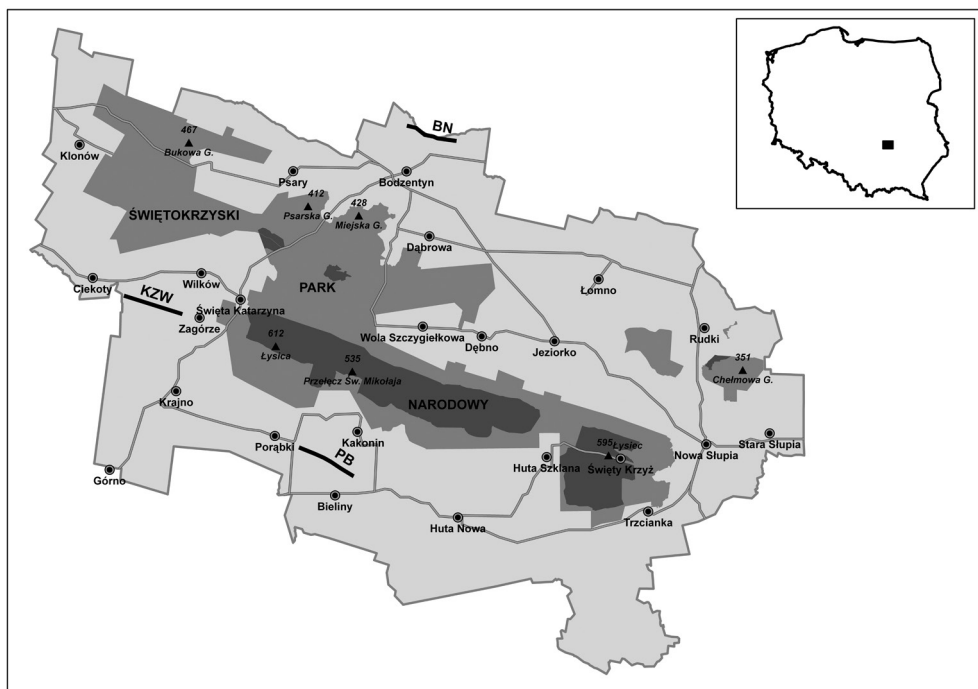 BN
467
Bukowa G.
Klonów
Psary
Bodzentyn
412
Psarska G.
428
Miejska G.
ŚWIĘTOKRZYSKI
Dąbrowa
Ciekoty
Wilków
PARK
Łomno
KZW
Święta Katarzyna
Zagórze
612
Łysica
Wola Szczygiełkowa
Dębno
Jeziorko
Rudki
351
Chełmowa G.
535
Przełęcz Św. Mikołaja
Krajno
NARODOWY
Kakonin
Porąbki
PB
595
Łysiec
Nowa Słupia
Stara Słupia
Górno
Huta Szklana
Święty Krzyż
Bieliny
Huta Nowa
Trzcianka